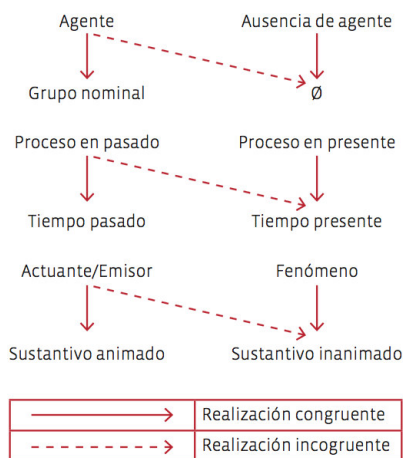 Agente Ausencia de agente
Grupo nominal Ø
Proceso en pasado Proceso en presente
Tiempo pasado Tiempo presente
Actuante/Emisor Fenómeno
Sustantivo animado Sustantivo inanimado
Realización congruente
Realización incogruente